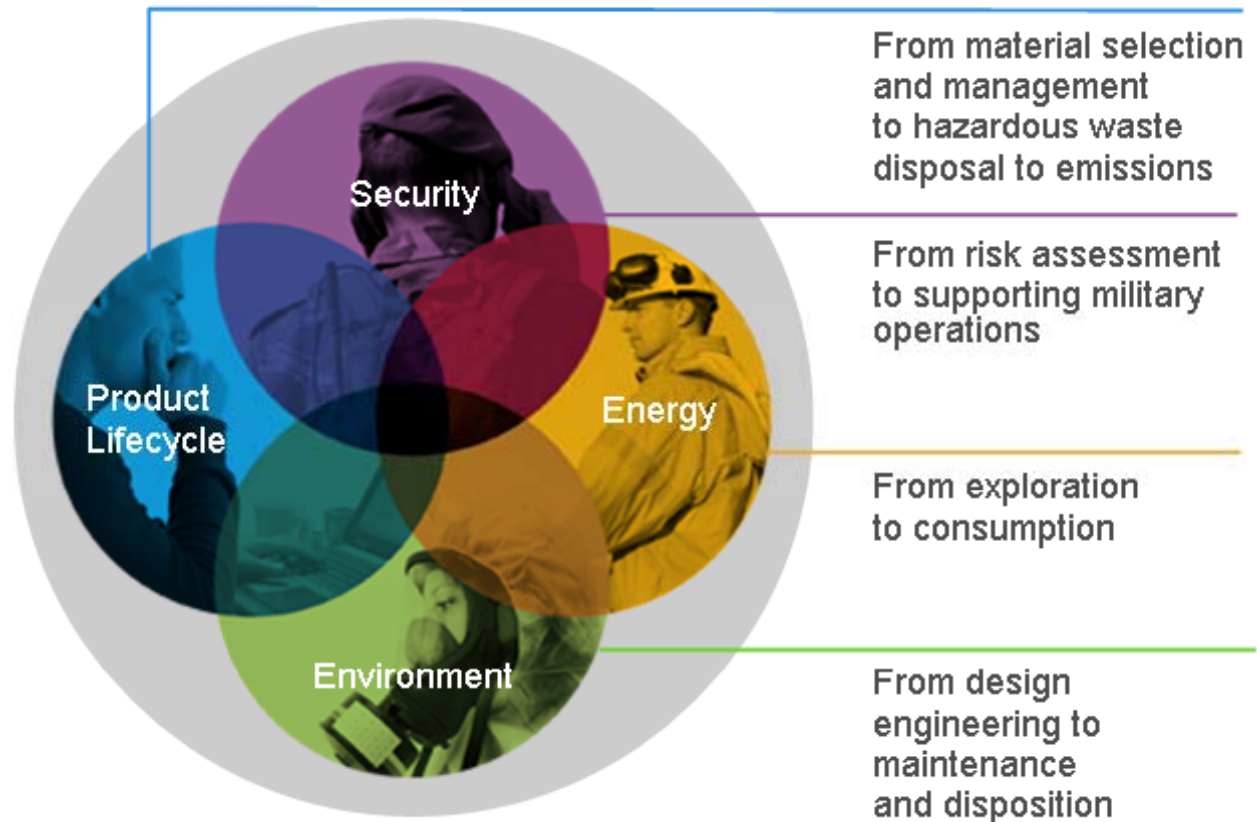 Security
Product
Lifecycle
Energy
Environment
From material selection
and management
to hazardous waste
disposal to emissions
From risk assessment
to supporting military
operations
From exploration
to consumption
From design
engineering to
maintenance
and disposition